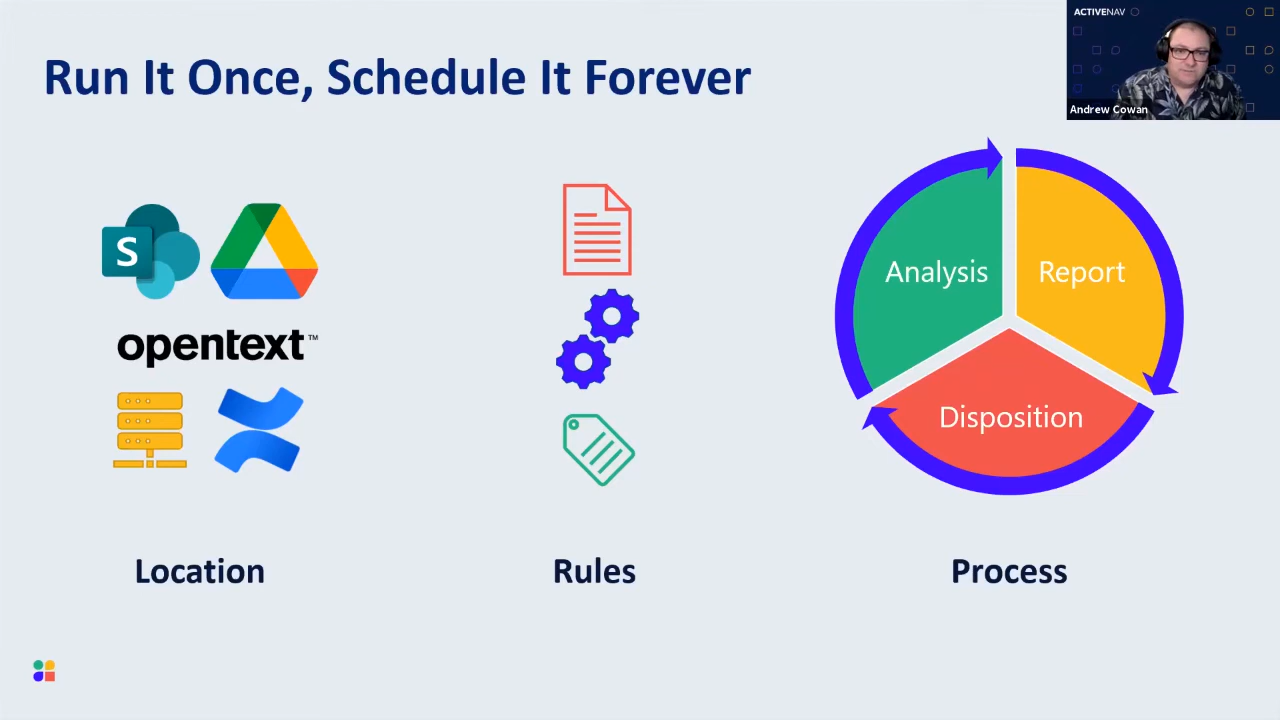 Run It Once, Schedule It Forever
ACTIVENAV
Andrew Cowan
S
opentext™
Analysis
Report
Disposition
Location
Rules
Process